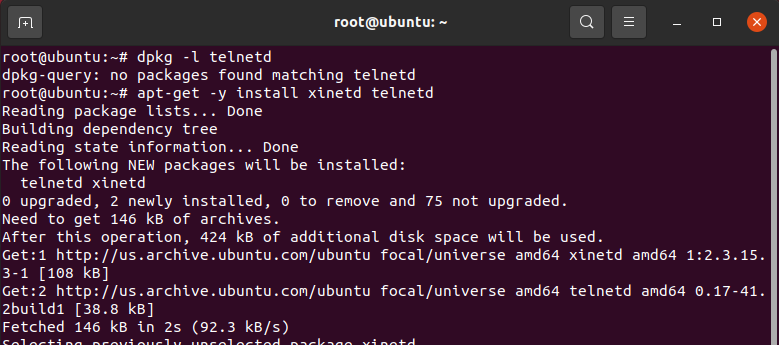 root@ubuntu: ~
root@ubuntu:~# dpkg -l telnetd
dpkg-query: no packages found matching telnetd
root@ubuntu:~# apt-get -y install xinetd telnetd
Reading package lists... Done
Building dependency tree
Reading state information... Done
The following NEW packages will be installed:
  telnetd xinetd
0 upgraded, 2 newly installed, 0 to remove and 75 not upgraded.
Need to get 146 kB of archives.
After this operation, 424 kB of additional disk space will be used.
Get:1 http://us.archive.ubuntu.com/ubuntu focal/universe amd64 xinetd amd64 1:2.3.15.
3-1 [108 kB]
Get:2 http://us.archive.ubuntu.com/ubuntu focal/universe amd64 telnetd amd64 0.17-41.
2build1 [38.8 kB]
Fetched 146 kB in 2s (92.3 kB/s)
Selecting previously unselected package xinetd.